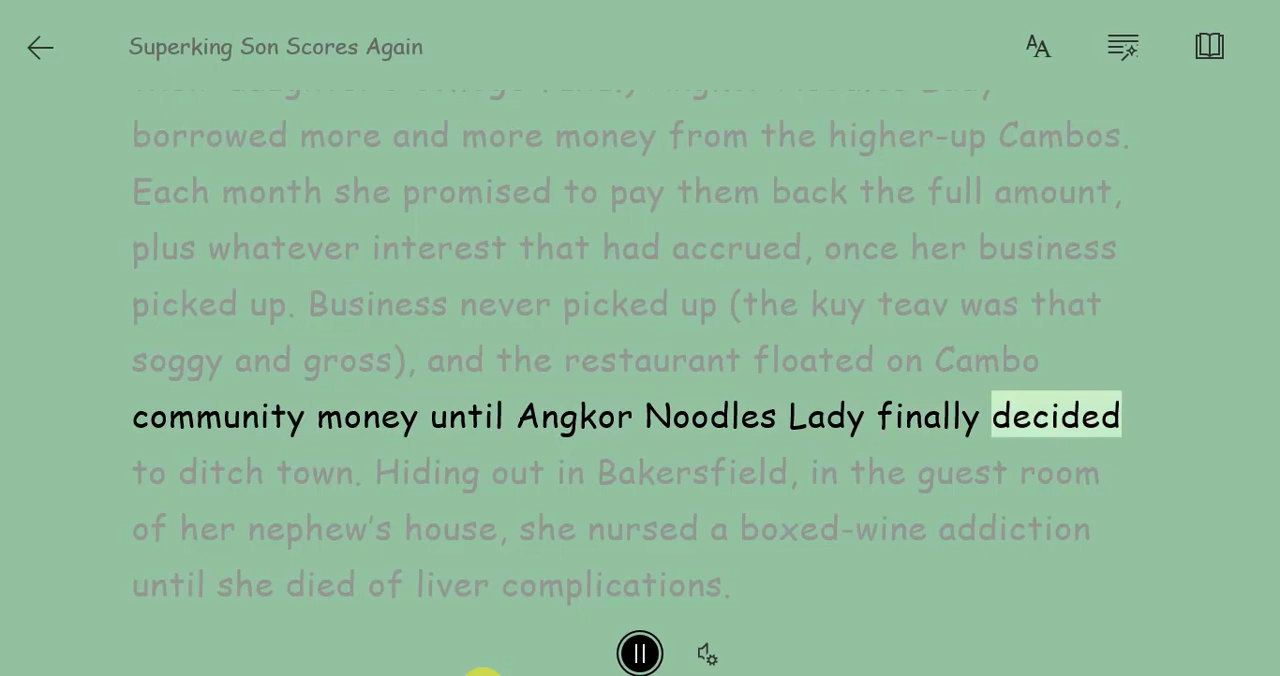 Superking Son Scores Again
borrowed more and more money from the higher-up Cambos.
Each month she promised to pay them back the full amount,
plus whatever interest that had accrued, once her business
picked up. Business never picked up (the kuy teav was that
soggy and gross), and the restaurant floated on Cambo
community money until Angkor Noodles Lady finally decided
to ditch town. Hiding out in Bakersfield, in the guest room
of her nephew's house, she nursed a boxed-wine addiction
until she died of liver complications.